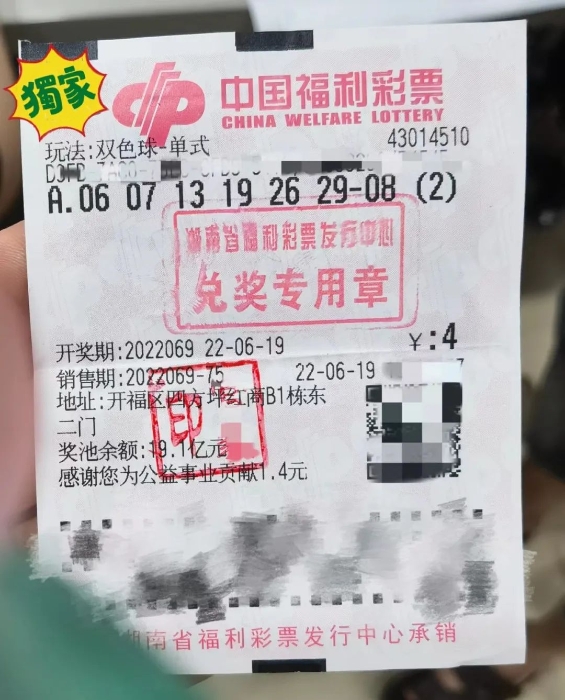 獨家
中国福利彩票
CHINA WELFARE LOTTERY
玩法:双色球-单式 43014510
A.06 07 13 19 26 29-08 (2)
湖南省福利彩票发行中心
兑奖专用章
开奖期:2022069 22-06-19 ￥:4
销售期:2022069-75 22-06-19
地址:开福区四方坪红商B1栋东
二门
印
奖池余额:19.1亿元
感谢您为公益事业贡献1.4元
湖南省福利彩票发行中心承销